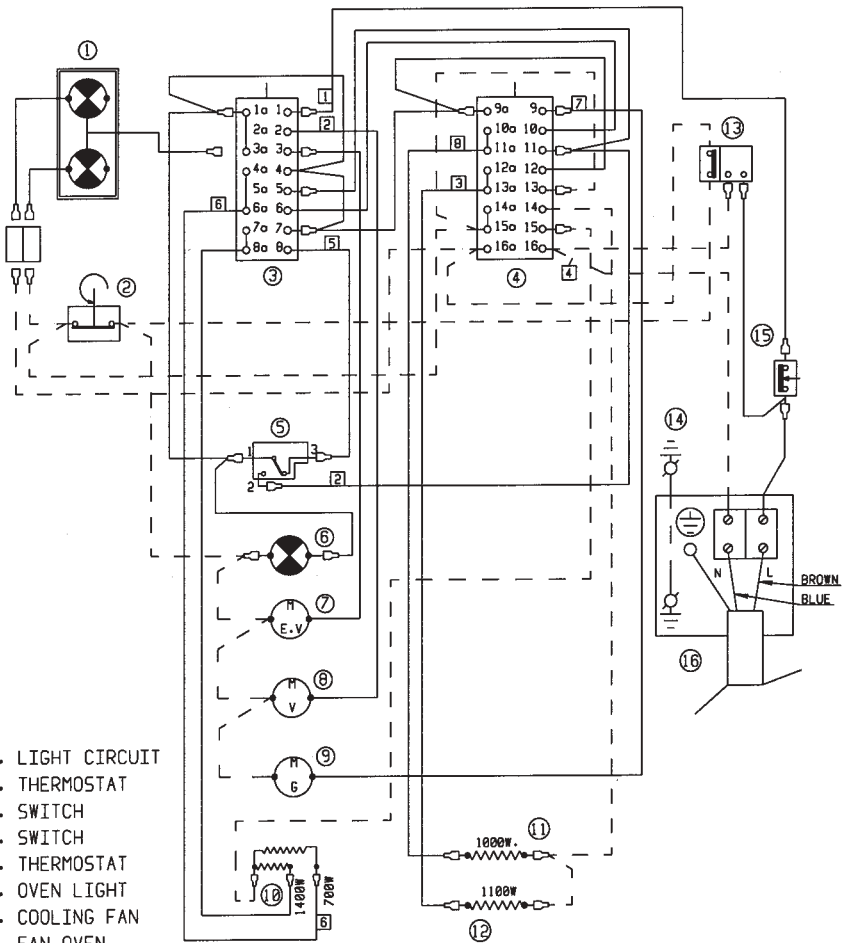 ①
1a 1 [1]
2a 2 [2]
3a 3
4a 4
5a 5
[6] 6a 6
7a 7
8a 8 [5]
③
9a 9 [7]
10a 10
[8] 11a 11
12a 12
[3] 13a 13
14a 14
15a 15
16a 16
④ [4]
⑬
②
⑮
⑭
⑤
1 3
2 [2]
⑥
M ⑦
E.V
M ⑧
V
M ⑨
G
N L
BROWN
BLUE
⑯
1000W. ⑪
1100W
⑫
⑩ 1400W 700W
[6]
. LIGHT CIRCUIT
. THERMOSTAT
. SWITCH
. SWITCH
. THERMOSTAT
. OVEN LIGHT
. COOLING FAN